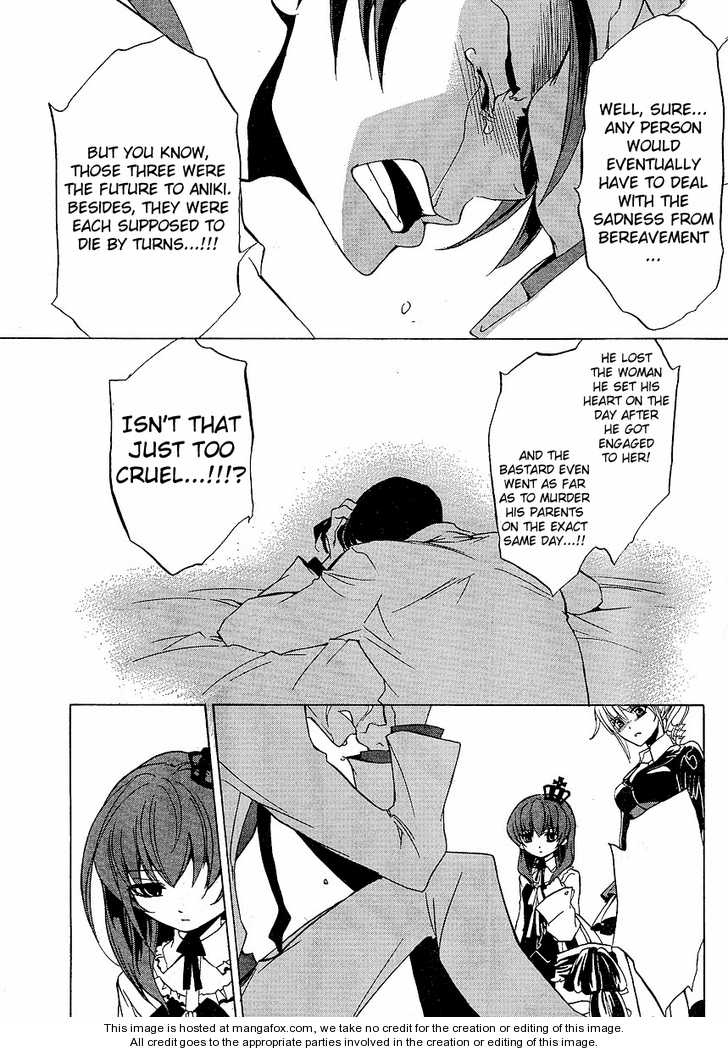 WELL, SURE...
ANY PERSON
WOULD
EVENTUALLY
HAVE TO DEAL
WITH THE
SADNESS FROM
BEREAVEMENT
...
BUT YOU KNOW,
THOSE THREE WERE
THE FUTURE TO ANIKI.
BESIDES, THEY WERE
EACH SUPPOSED TO
DIE BY TURNS...!!!
HE LOST
THE WOMAN
HE SET HIS
HEART ON THE
DAY AFTER
HE GOT
ENGAGED
TO HER!
AND THE
BASTARD EVEN
WENT AS FAR
AS TO MURDER
HIS PARENTS
ON THE EXACT
SAME DAY...!!
ISN'T THAT
JUST TOO
CRUEL...!!!?
This image is hosted at mangafox.com, we take no credit for the creation or editing of this image.
All credit goes to the appropriate parties involved in the creation or editing of this image.